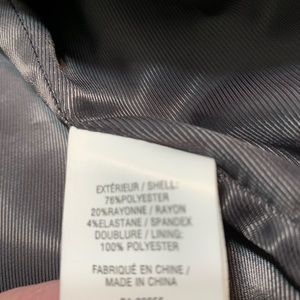 EXTÉRIEUR / SHELL:
76%POLYESTER
20%RAYONNE / RAYON
4%ELASTANE / SPANDEX
DOUBLURE / LINING:
100% POLYESTER
FABRIQUÉ EN CHINE /
MADE IN CHINA